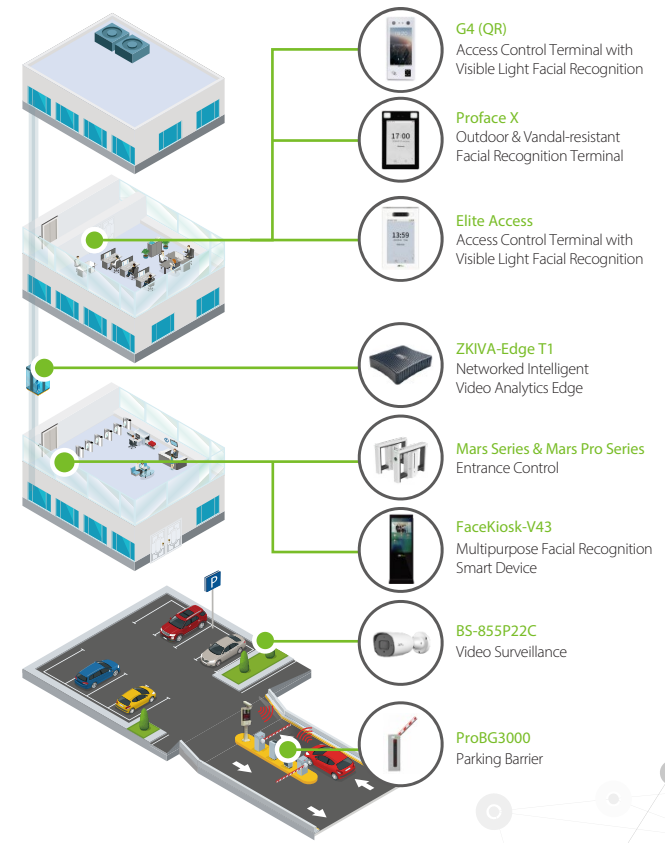 G4 (QR)
Access Control Terminal with
Visible Light Facial Recognition
Proface X
Outdoor & Vandal-resistant
Facial Recognition Terminal
17:00
Elite Access
Access Control Terminal with
Visible Light Facial Recognition
13:59
ZKIVA-Edge T1
Networked Intelligent
Video Analytics Edge
Mars Series & Mars Pro Series
Entrance Control
FaceKiosk-V43
Multipurpose Facial Recognition
Smart Device
P
BS-855P22C
Video Surveillance
ProBG3000
Parking Barrier